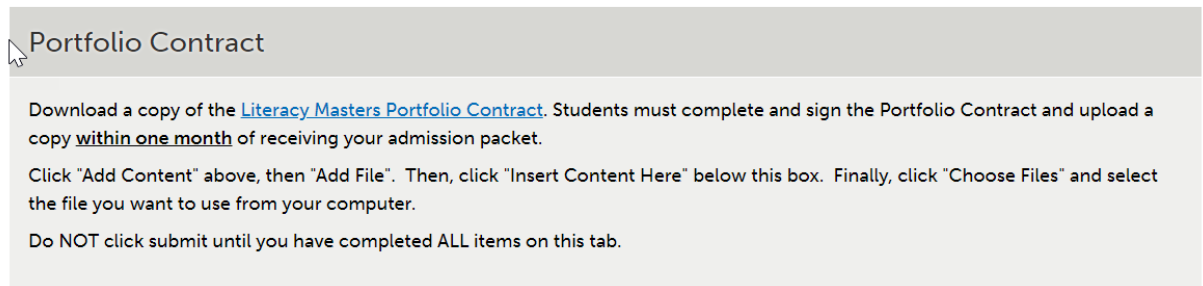 Portfolio Contract
Download a copy of the Literacy Masters Portfolio Contract. Students must complete and sign the Portfolio Contract and upload a
copy within one month of receiving your admission packet.
Click "Add Content" above, then "Add File".  Then, click "Insert Content Here" below this box.  Finally, click "Choose Files" and select
the file you want to use from your computer.
Do NOT click submit until you have completed ALL items on this tab.